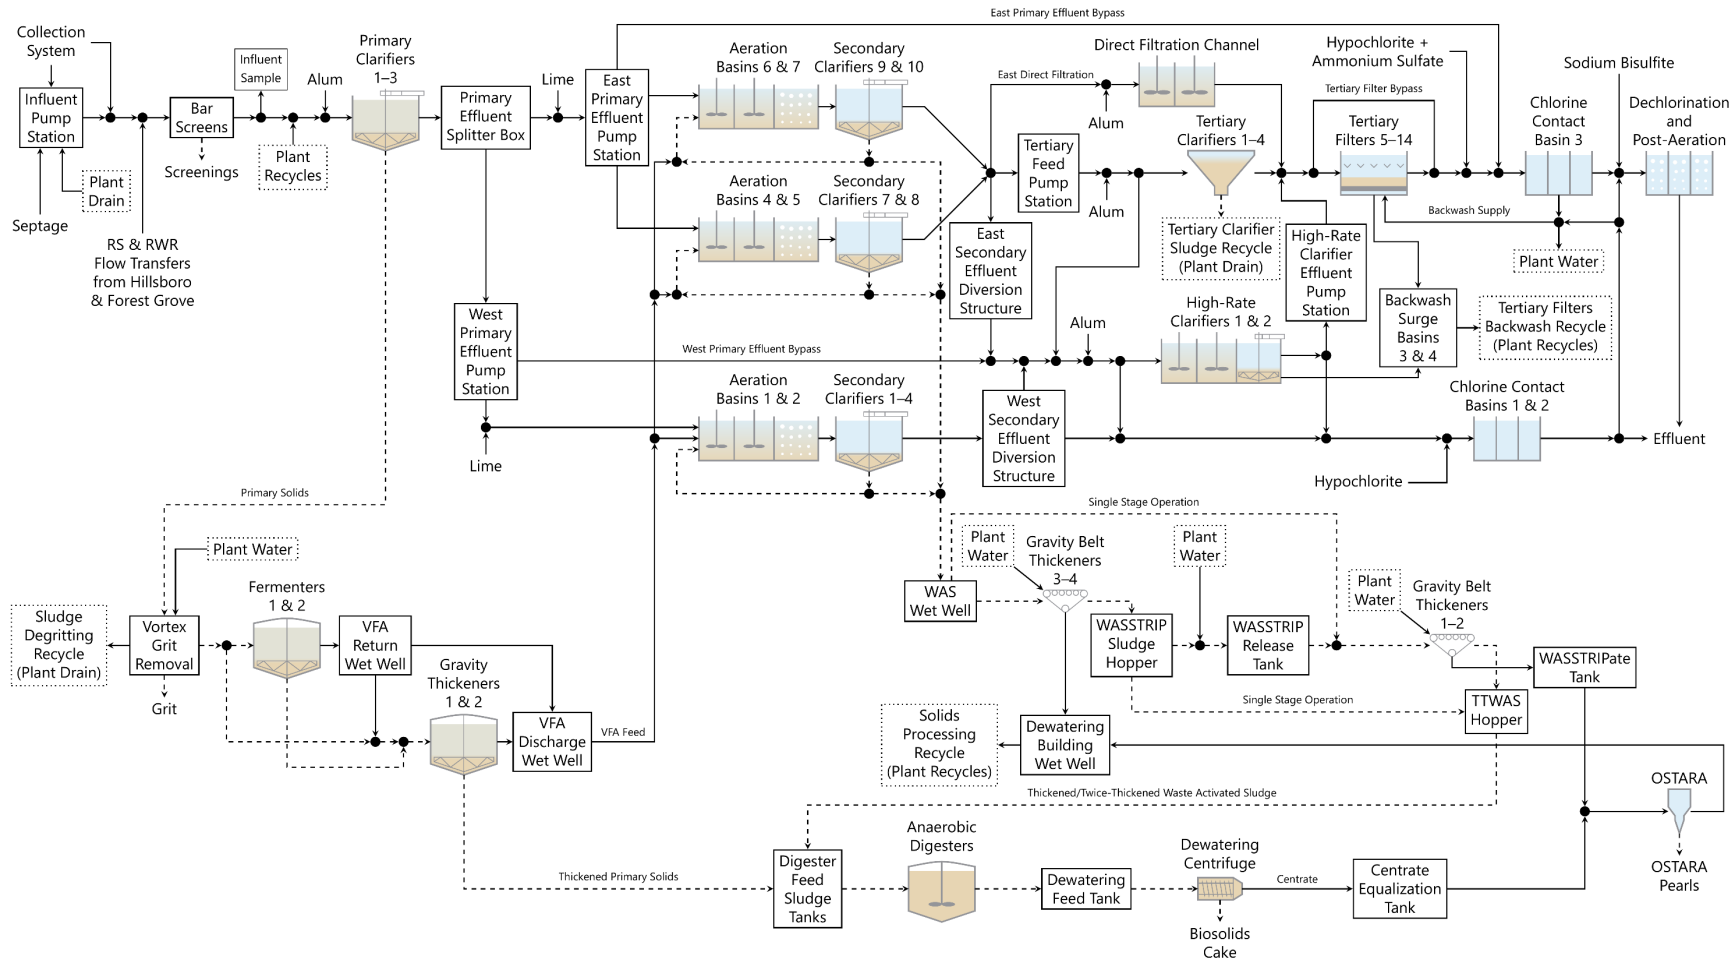 East Primary Effluent Bypass
Collection
System
Influent
Pump
Station
Septage
Plant
Drain
RS & RWR
Flow Transfers
from Hillsboro
& Forest Grove
Bar
Screens
Screenings
Influent
Sample
Plant
Recycles
Alum
Primary
Clarifiers
1–3
Primary
Effluent
Splitter Box
Lime
East
Primary
Effluent
Pump
Station
Aeration
Basins 6 & 7
Secondary
Clarifiers 9 & 10
Aeration
Basins 4 & 5
Secondary
Clarifiers 7 & 8
East Direct Filtration
Alum
Direct Filtration Channel
Tertiary
Feed
Pump
Station
Alum
Tertiary
Clarifiers 1–4
Tertiary Clarifier
Sludge Recycle
(Plant Drain)
Hypochlorite +
Ammonium Sulfate
Tertiary Filter Bypass
Tertiary
Filters 5–14
Chlorine
Contact
Basin 3
Sodium Bisulfite
Dechlorination
and
Post-Aeration
Backwash Supply
Plant Water
East
Secondary
Effluent
Diversion
Structure
High-Rate
Clarifier
Effluent
Pump
Station
High-Rate
Clarifiers 1 & 2
Backwash
Surge
Basins
3 & 4
Tertiary Filters
Backwash Recycle
(Plant Recycles)
West
Primary
Effluent
Pump
Station
Lime
West Primary Effluent Bypass
Alum
Aeration
Basins 1 & 2
Secondary
Clarifiers 1–4
West
Secondary
Effluent
Diversion
Structure
Chlorine Contact
Basins 1 & 2
Hypochlorite
Effluent
Primary Solids
Plant Water
Sludge
Degritting
Recycle
(Plant Drain)
Vortex
Grit
Removal
Grit
Fermenters
1 & 2
VFA
Return
Wet Well
Gravity
Thickeners
1 & 2
VFA
Discharge
Wet Well
VFA Feed
Single Stage Operation
WAS
Wet Well
Plant
Water
Gravity Belt
Thickeners
3–4
Plant
Water
WASSTRIP
Sludge
Hopper
WASSTRIP
Release
Tank
Plant
Water
Gravity Belt
Thickeners
1–2
WASSTRIPate
Tank
Single Stage Operation
TTWAS
Hopper
Solids
Processing
Recycle
(Plant Recycles)
Dewatering
Building
Wet Well
Thickened/Twice-Thickened Waste Activated Sludge
OSTARA
OSTARA
Pearls
Thickened Primary Solids
Digester
Feed
Sludge
Tanks
Anaerobic
Digesters
Dewatering
Feed Tank
Dewatering
Centrifuge
Biosolids
Cake
Centrate
Centrate
Equalization
Tank